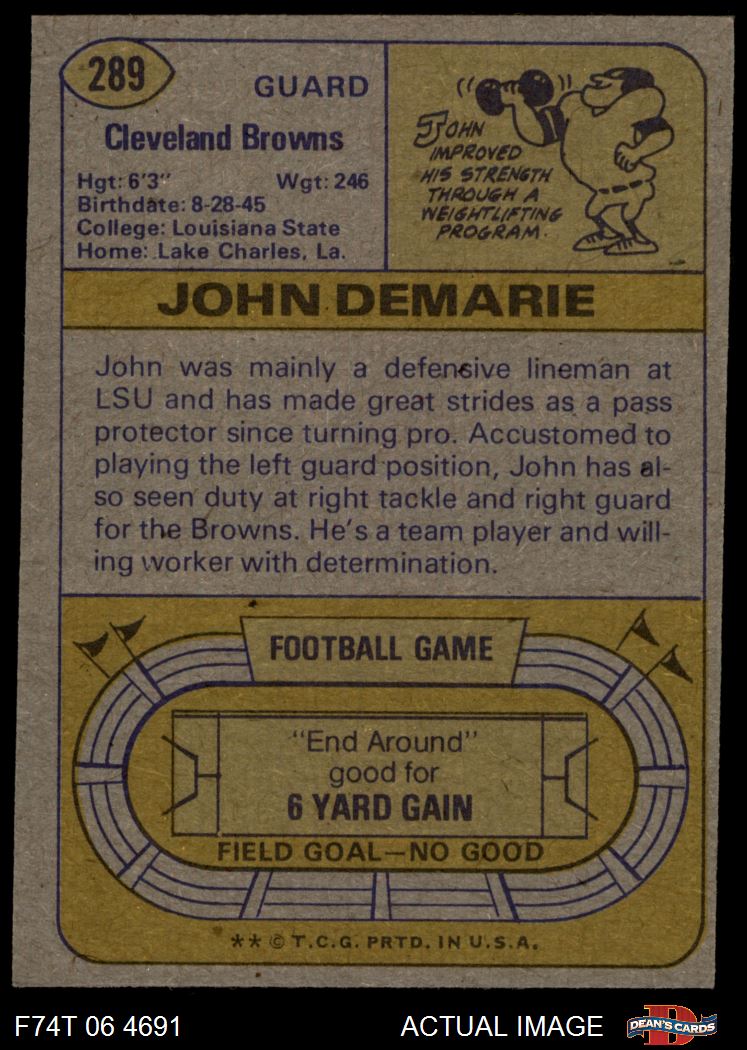 289
GUARD
Cleveland Browns
Hgt: 6'3" Wgt: 246
Birthdate: 8-28-45
College: Louisiana State
Home: Lake Charles, La.
JOHN
IMPROVED
HIS STRENGTH
THROUGH A
WEIGHTLIFTING
PROGRAM.
JOHN DEMARIE
John was mainly a defensive lineman at
LSU and has made great strides as a pass
protector since turning pro. Accustomed to
playing the left guard position, John has al-
so seen duty at right tackle and right guard
for the Browns. He's a team player and will-
ing worker with determination.
FOOTBALL GAME
"End Around"
good for
6 YARD GAIN
FIELD GOAL—NO GOOD
** © T.C.G. PRTD. IN U.S.A.
F74T 06 4691 ACTUAL IMAGE
D
DEAN'S CARDS